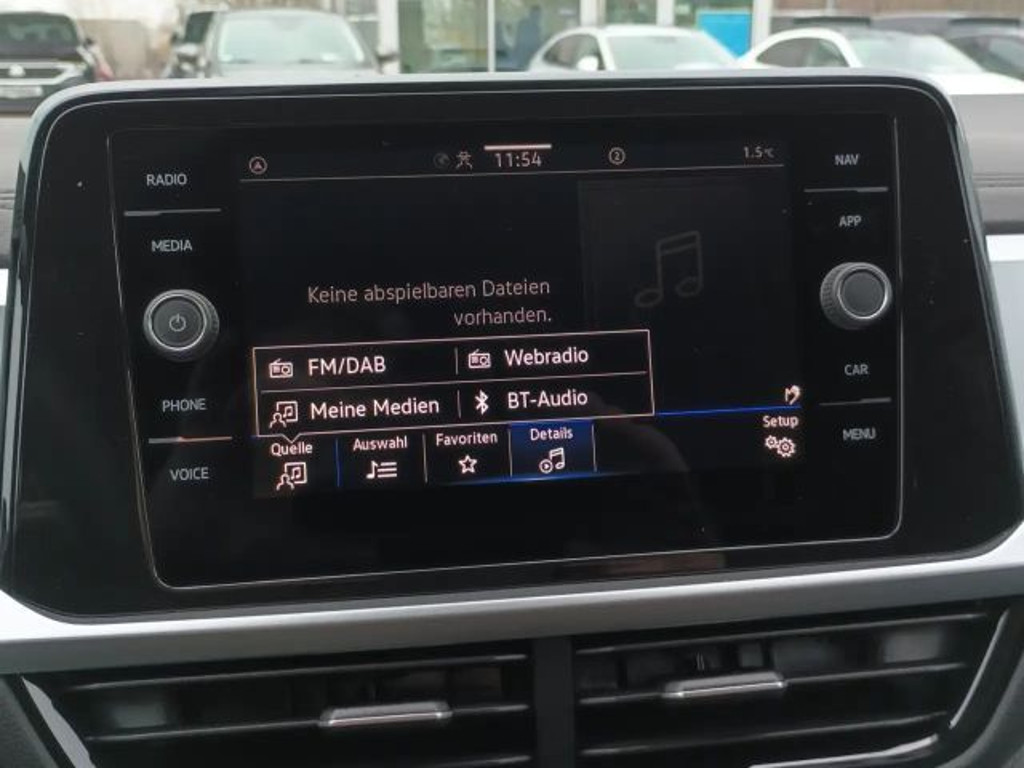 RADIO
MEDIA
PHONE
VOICE
A
11:54
2
1.5°C
Keine abspielbaren Dateien
vorhanden.
FM/DAB
Webradio
Meine Medien
BT-Audio
Quelle
Auswahl
Favoriten
Details
Setup
NAV
APP
CAR
MENU